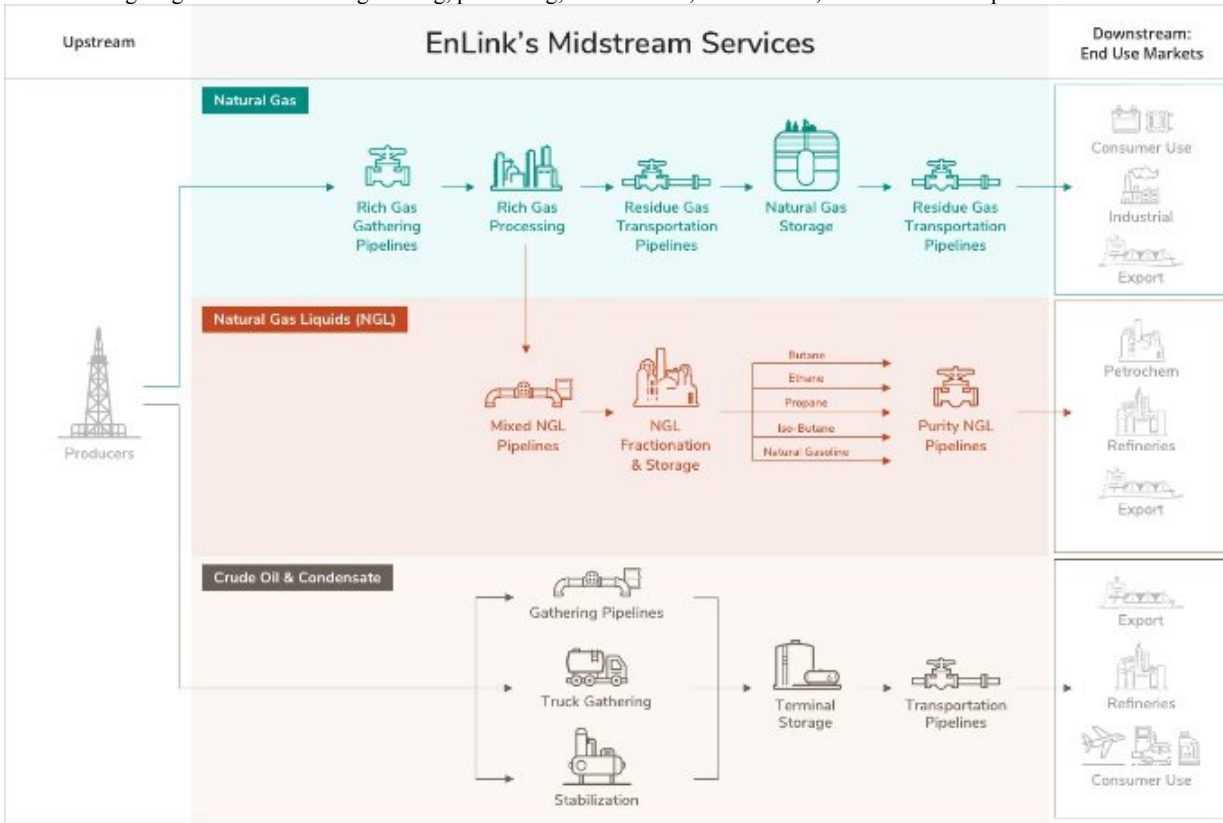 Upstream
EnLink's Midstream Services
Downstream:
End Use Markets
Natural Gas
Rich Gas
Gathering
Pipelines
Rich Gas
Processing
Residue Gas
Transportation
Pipelines
Natural Gas
Storage
Residue Gas
Transportation
Pipelines
Consumer Use
Industrial
Export
Producers
Natural Gas Liquids (NGL)
Mixed NGL
Pipelines
NGL
Fractionation
& Storage
Butane
Ethane
Propane
Iso-Butane
Natural Gasoline
Purity NGL
Pipelines
Petrochem
Refineries
Export
Crude Oil & Condensate
Gathering Pipelines
Truck Gathering
Stabilization
Terminal
Storage
Transportation
Pipelines
Export
Refineries
Consumer Use